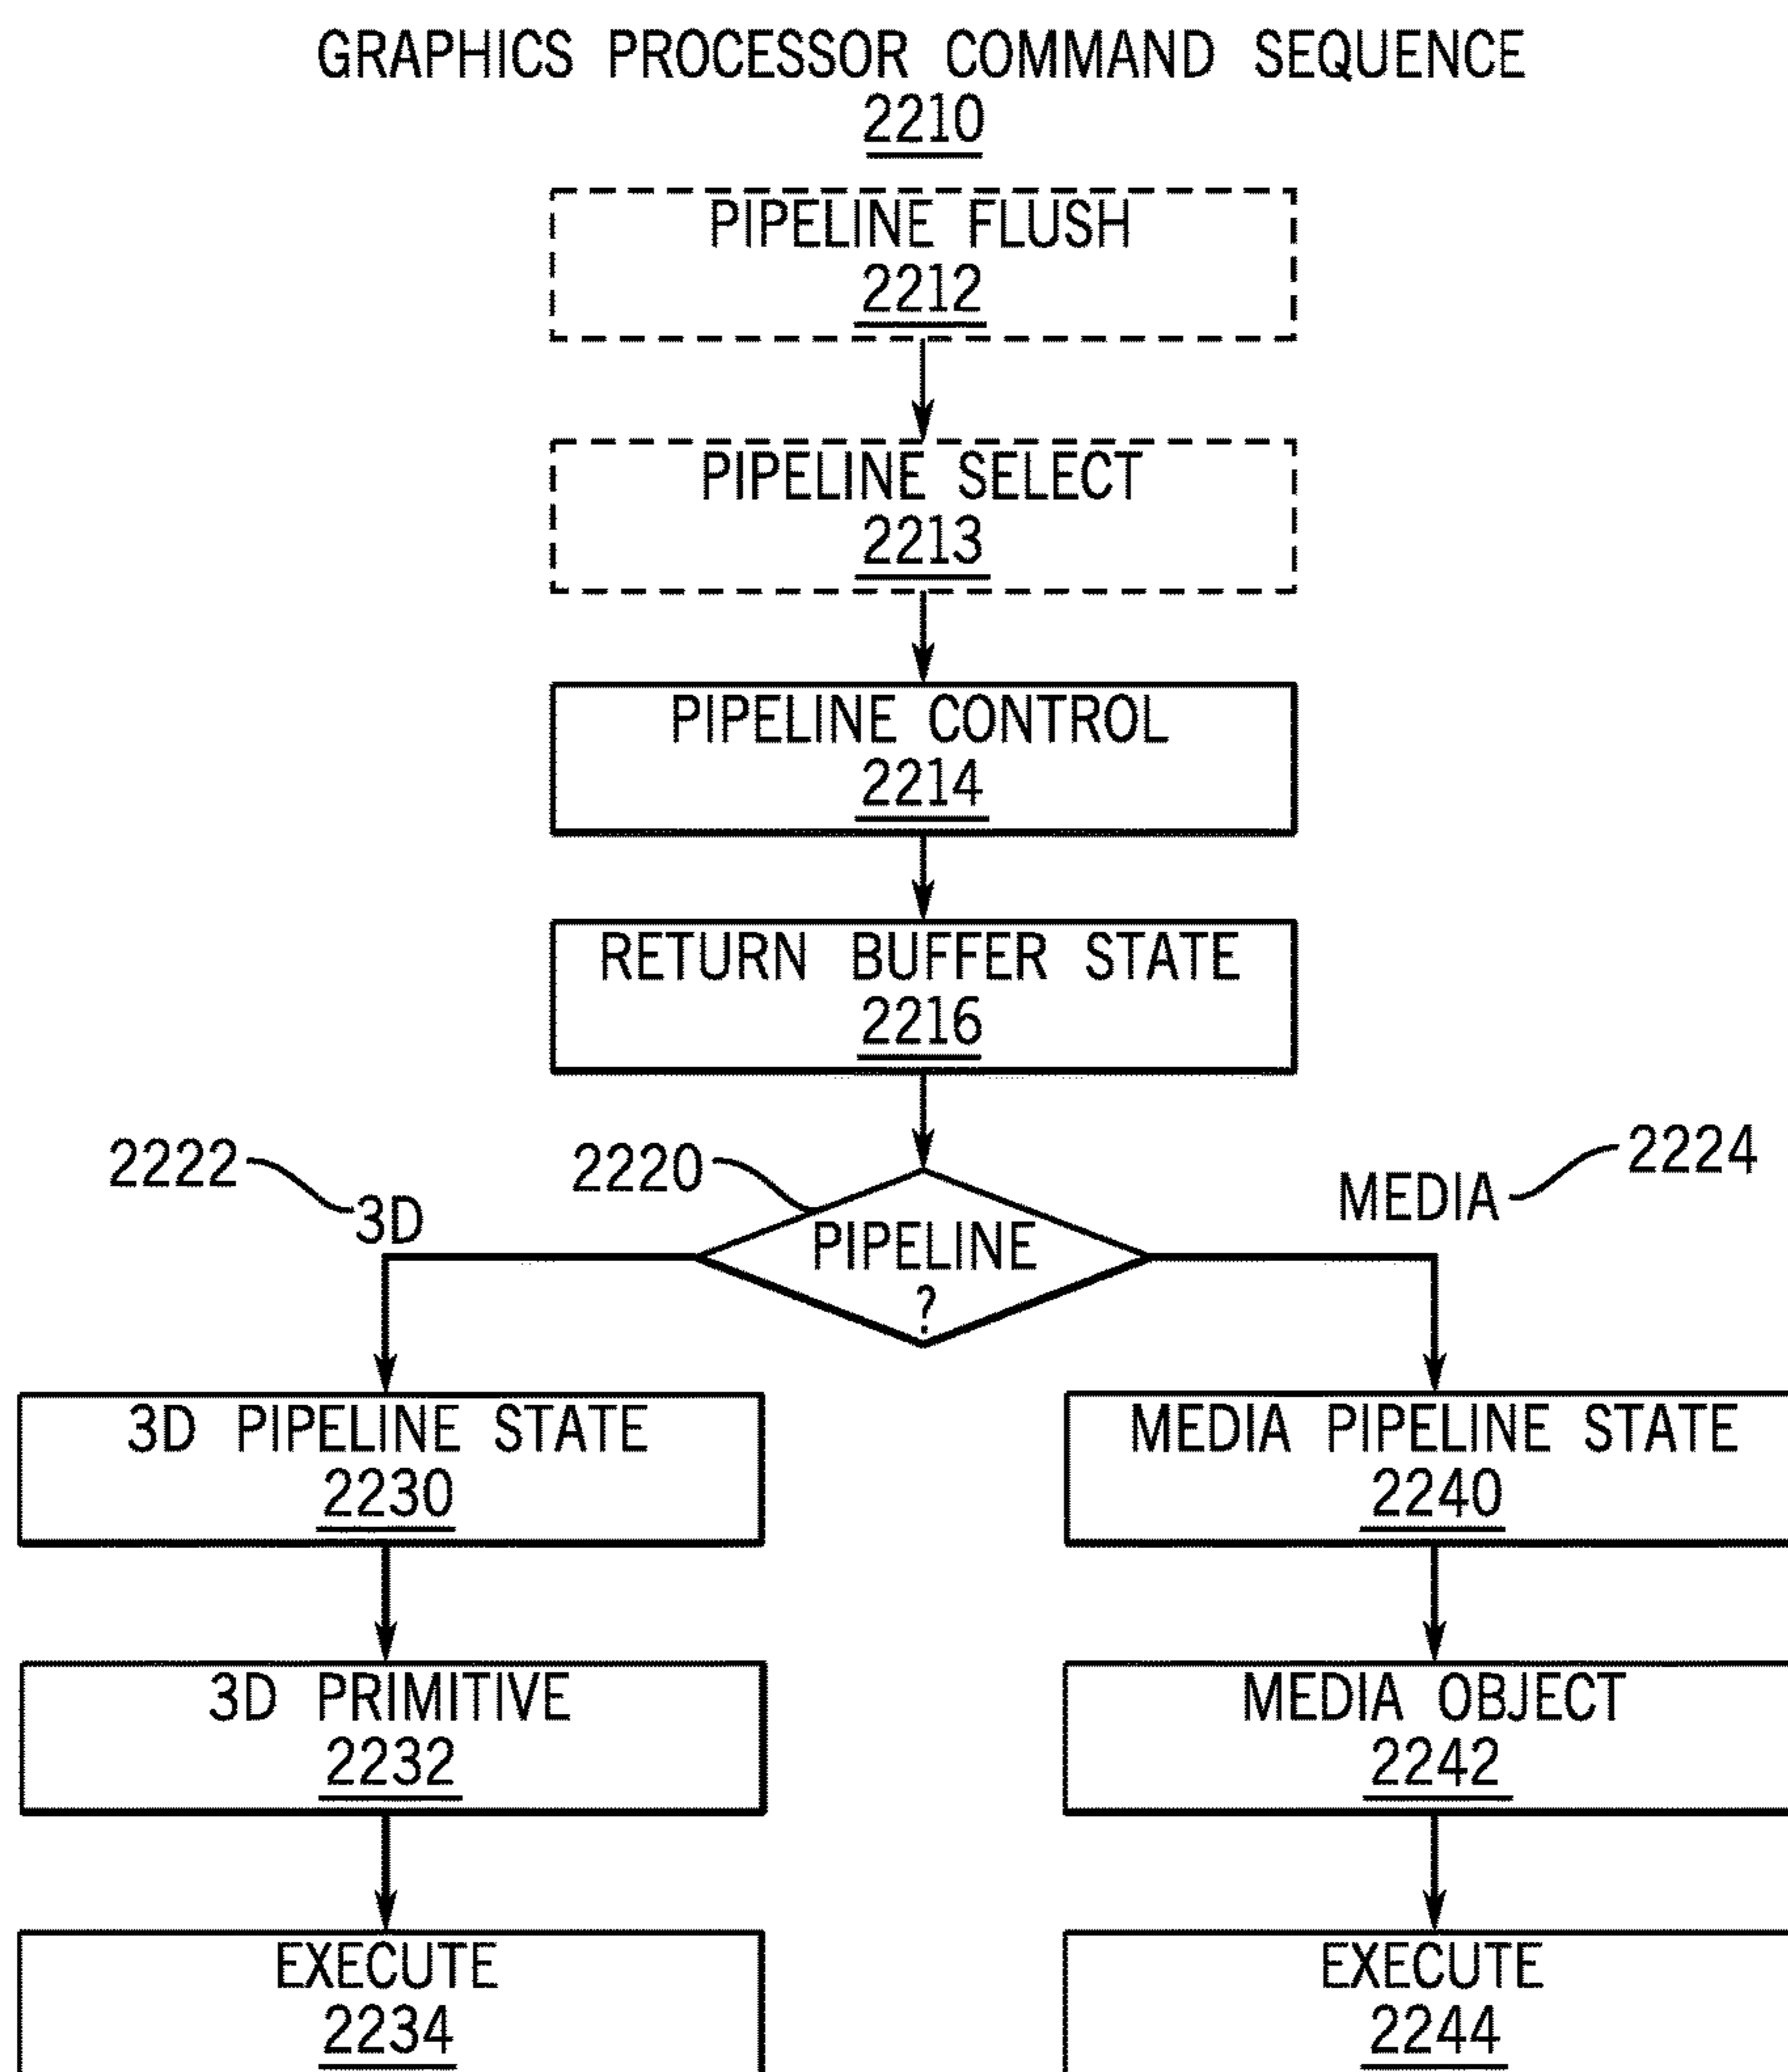 GRAPHICS PROCESSOR COMMAND SEQUENCE
2210
PIPELINE FLUSH
2212
PIPELINE SELECT
2213
PIPELINE CONTROL
2214
RETURN BUFFER STATE
2216
2222
3D
2220
PIPELINE
?
MEDIA
2224
3D PIPELINE STATE
2230
3D PRIMITIVE
2232
EXECUTE
2234
MEDIA PIPELINE STATE
2240
MEDIA OBJECT
2242
EXECUTE
2244